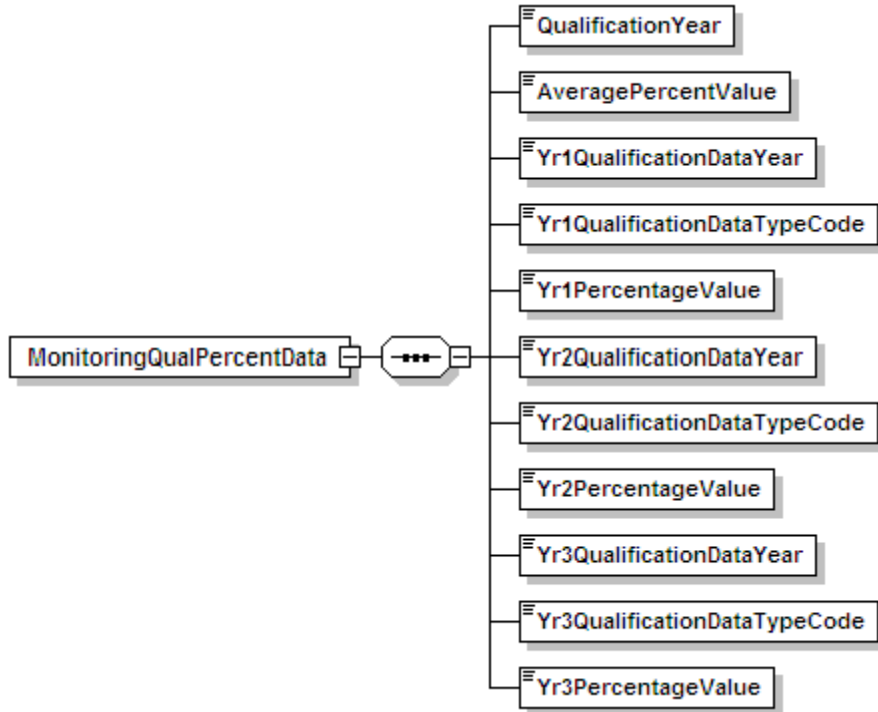 QualificationYear
AveragePercentValue
Yr1QualificationDataYear
Yr1QualificationDataTypeCode
Yr1PercentageValue
MonitoringQualPercentData
Yr2QualificationDataYear
Yr2QualificationDataTypeCode
Yr2PercentageValue
Yr3QualificationDataYear
Yr3QualificationDataTypeCode
Yr3PercentageValue